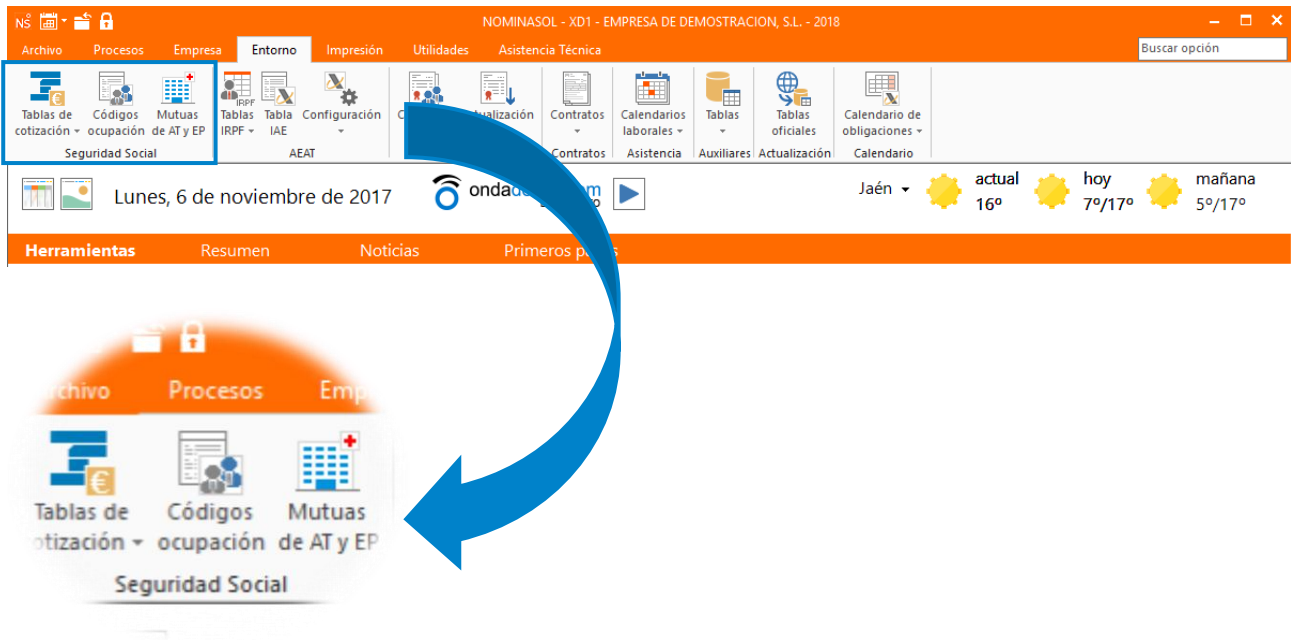 NŜ
NOMINASOL - XD1 - EMPRESA DE DEMOSTRACION, S.L. - 2018
Archivo Procesos Empresa Entorno Impresión Utilidades Asistencia Técnica
Buscar opción
Tablas de cotización
Códigos ocupación
Mutuas de AT y EP
Seguridad Social
IRPF
Tablas IRPF
Tabla IAE
Configuración
AEAT
Contratos
Contratos
Calendarios laborales
Asistencia
Tablas
Auxiliares
Tablas oficiales
Actualización
Calendario de obligaciones
Calendario
Lunes, 6 de noviembre de 2017
Jaén
actual
16º
hoy
7º/17º
mañana
5º/17º
Herramientas Resumen Noticias Primeros
Procesos
Tablas de
Códigos ocupación
Mutuas de AT y EP
Seguridad Social